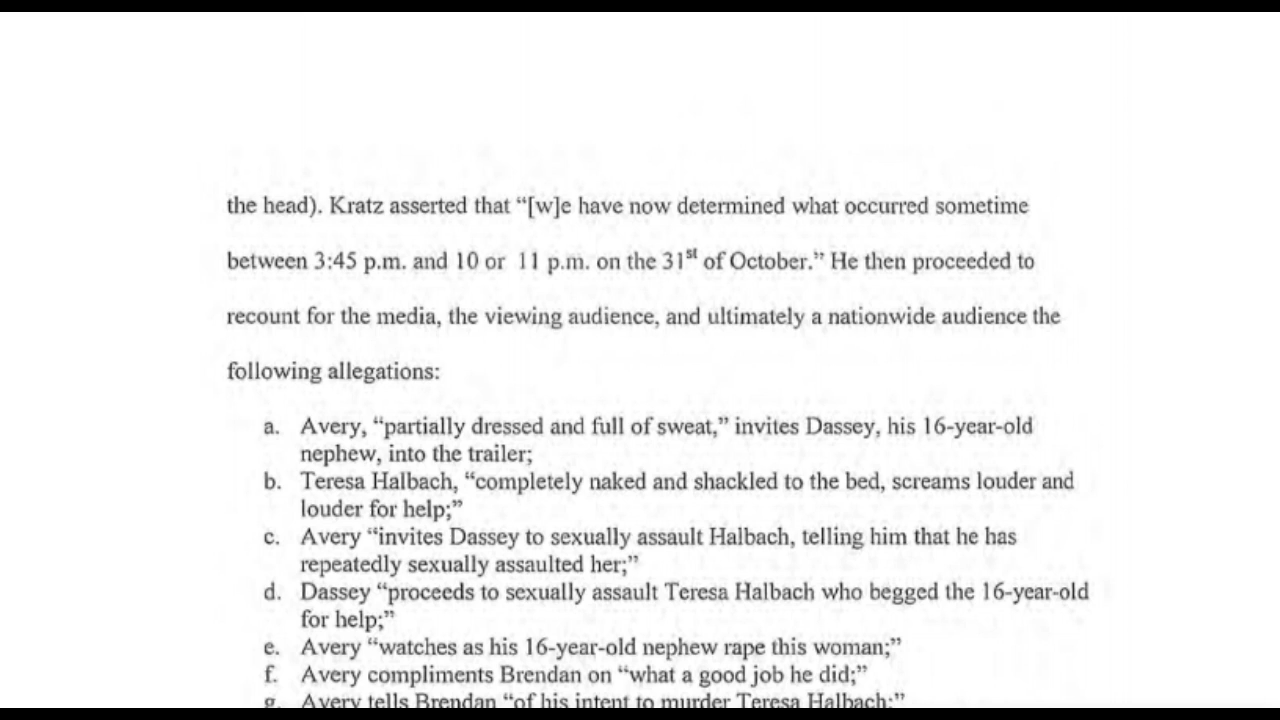 the head). Kratz asserted that “[w]e have now determined what occurred sometime
between 3:45 p.m. and 10 or 11 p.m. on the 31st of October.” He then proceeded to
recount for the media, the viewing audience, and ultimately a nationwide audience the
following allegations:
a. Avery, “partially dressed and full of sweat,” invites Dassey, his 16-year-old
nephew, into the trailer;
b. Teresa Halbach, “completely naked and shackled to the bed, screams louder and
louder for help;”
c. Avery “invites Dassey to sexually assault Halbach, telling him that he has
repeatedly sexually assaulted her;”
d. Dassey “proceeds to sexually assault Teresa Halbach who begged the 16-year-old
for help;”
e. Avery “watches as his 16-year-old nephew rape this woman;”
f. Avery compliments Brendan on “what a good job he did;”
g. Avery tells Brendan “of his intent to murder Teresa Halbach;”